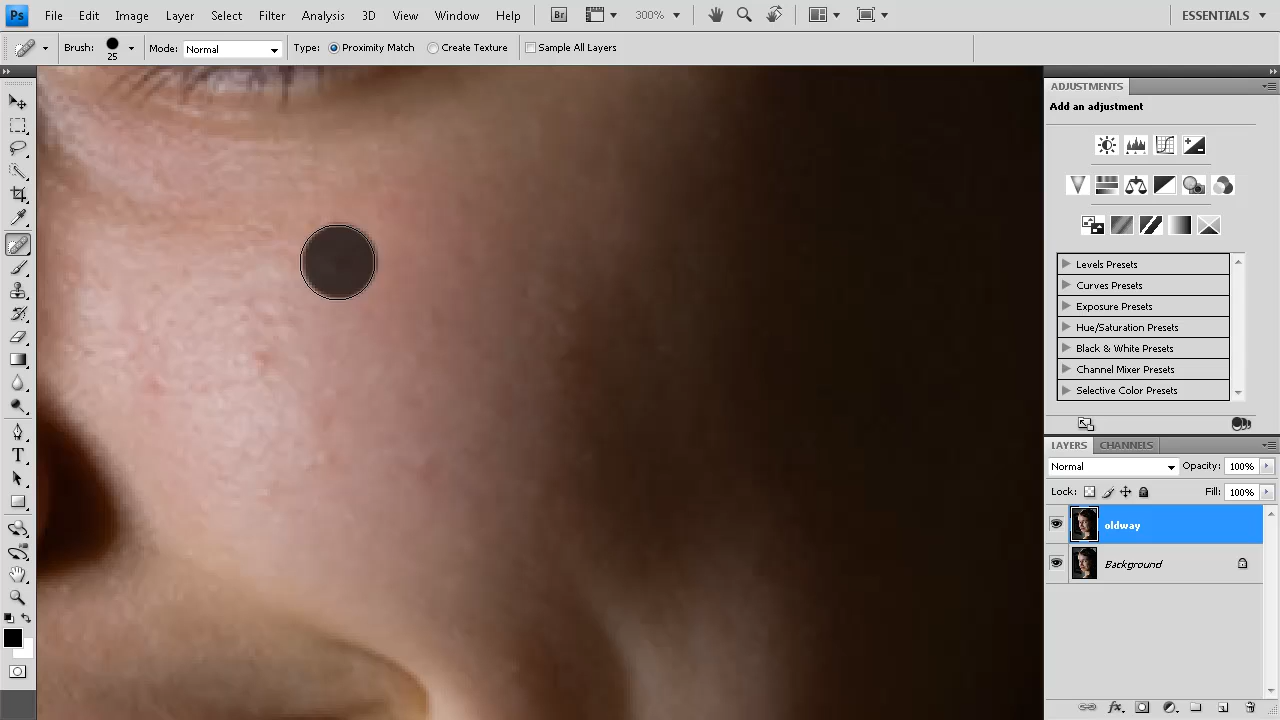 Ps File Edit Image Layer Select Filter Analysis 3D View Window Help Br 300% ESSENTIALS
Brush: 25 Mode: Normal Type: Proximity Match Create Texture Sample All Layers
ADJUSTMENTS
Add an adjustment
Levels Presets
Curves Presets
Exposure Presets
Hue/Saturation Presets
Black & White Presets
Channel Mixer Presets
Selective Color Presets
LAYERS CHANNELS
Normal Opacity: 100%
Lock: Fill: 100%
oldway
Background
T
fx